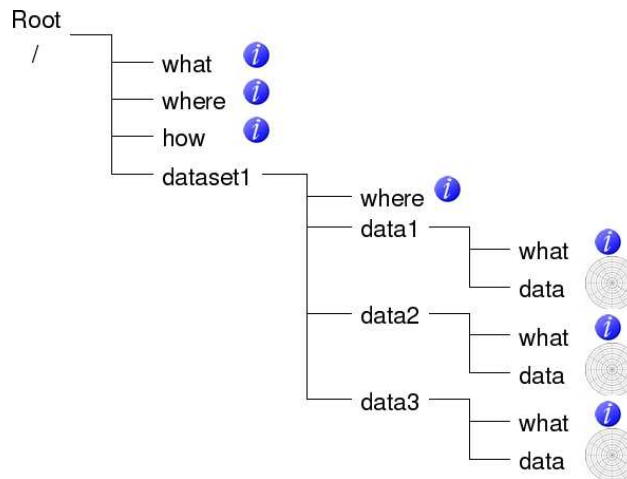 Root
/
what
where
how
dataset1
where
data1
what
data
data2
what
data
data3
what
data